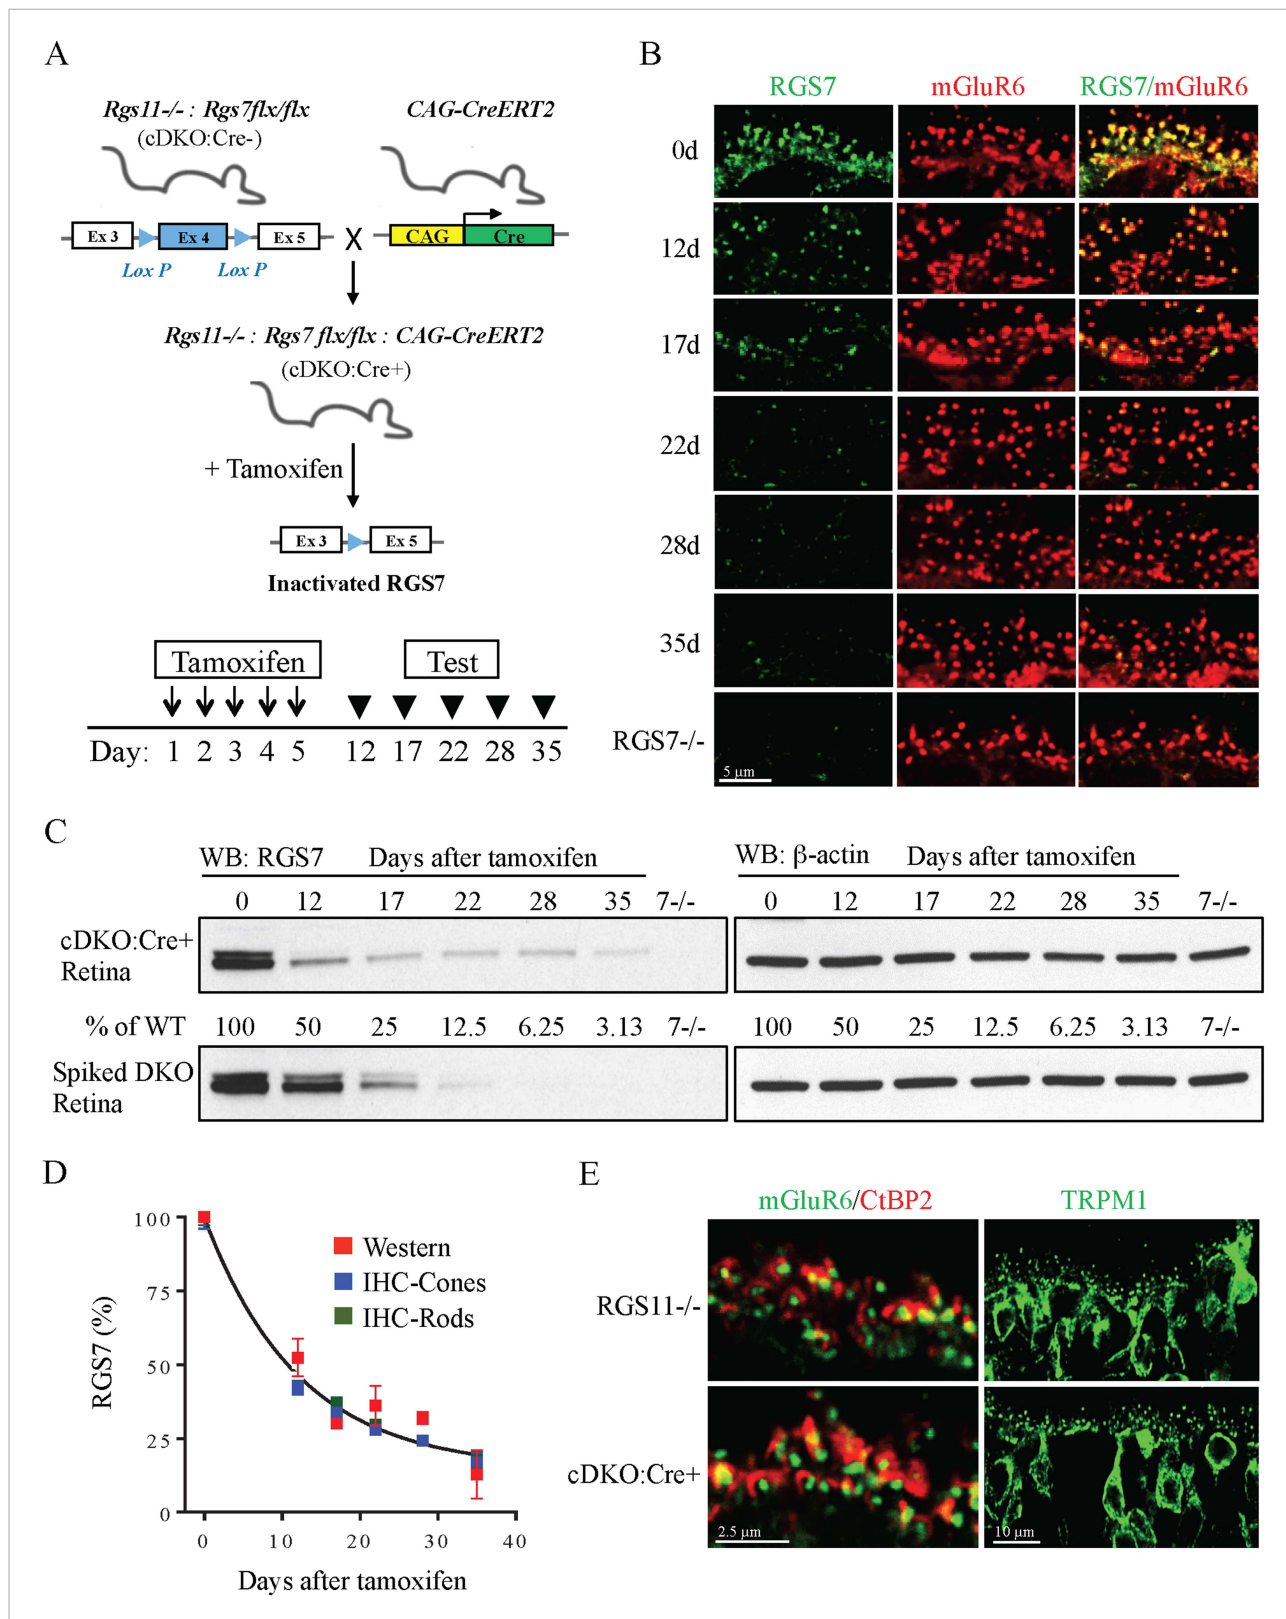 A
Rgs11-/- : Rgs7flx/flx
(cDKO:Cre-)
CAG-CreERT2
Ex 3
Ex 4
Ex 5
X
CAG
Cre
Lox P
Lox P
Rgs11-/- : Rgs7 flx/flx : CAG-CreERT2
(cDKO:Cre+)
+ Tamoxifen
Ex 3
Ex 5
Inactivated RGS7
Tamoxifen
Test
Day: 1 2 3 4 5 12 17 22 28 35
B
RGS7 mGluR6 RGS7/mGluR6
0d
12d
17d
22d
28d
35d
RGS7-/-
5 µm
C
WB: RGS7 Days after tamoxifen
0 12 17 22 28 35 7-/-
WB: β-actin Days after tamoxifen
0 12 17 22 28 35 7-/-
cDKO:Cre+
Retina
% of WT 100 50 25 12.5 6.25 3.13 7-/-
100 50 25 12.5 6.25 3.13 7-/-
Spiked DKO
Retina
D
100
75
50
25
0
RGS7 (%)
Western
IHC-Cones
IHC-Rods
0 10 20 30 40
Days after tamoxifen
E
mGluR6/CtBP2 TRPM1
RGS11-/-
cDKO:Cre+
2.5 µm
10 µm